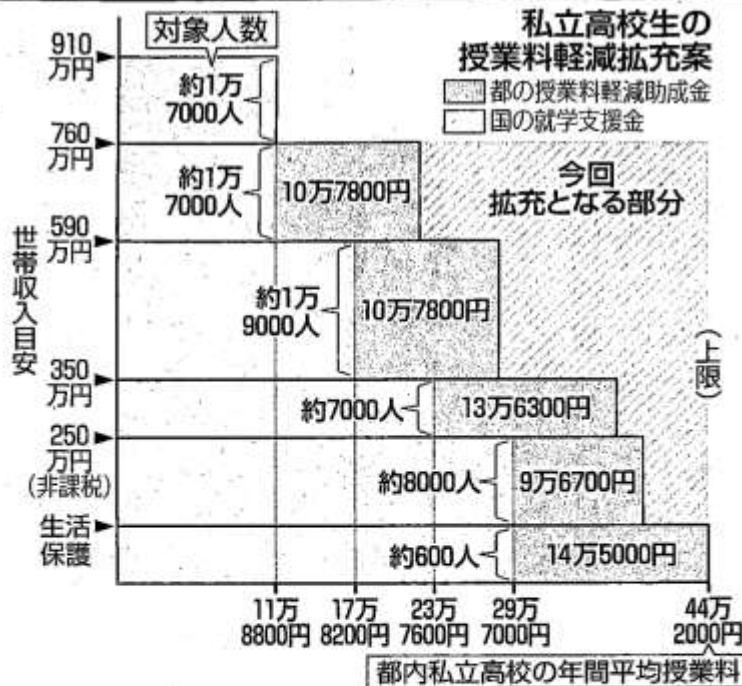 私立高校生の
授業料軽減拡充案
都の授業料軽減助成金
国の就学支援金
対象人数
世帯収入目安
910
万円
約1万
7000人
760
万円
約1万
7000人
10万7800円
今回
拡充となる部分
590
万円
約1万
9000人
10万7800円
(上限)
350
万円
約7000人
13万6300円
250
万円
(非課税)
約8000人
9万6700円
生活
保護
約600人
14万5000円
11万
8800円
17万
8200円
23万
7600円
29万
7000円
44万
2000円
都内私立高校の年間平均授業料